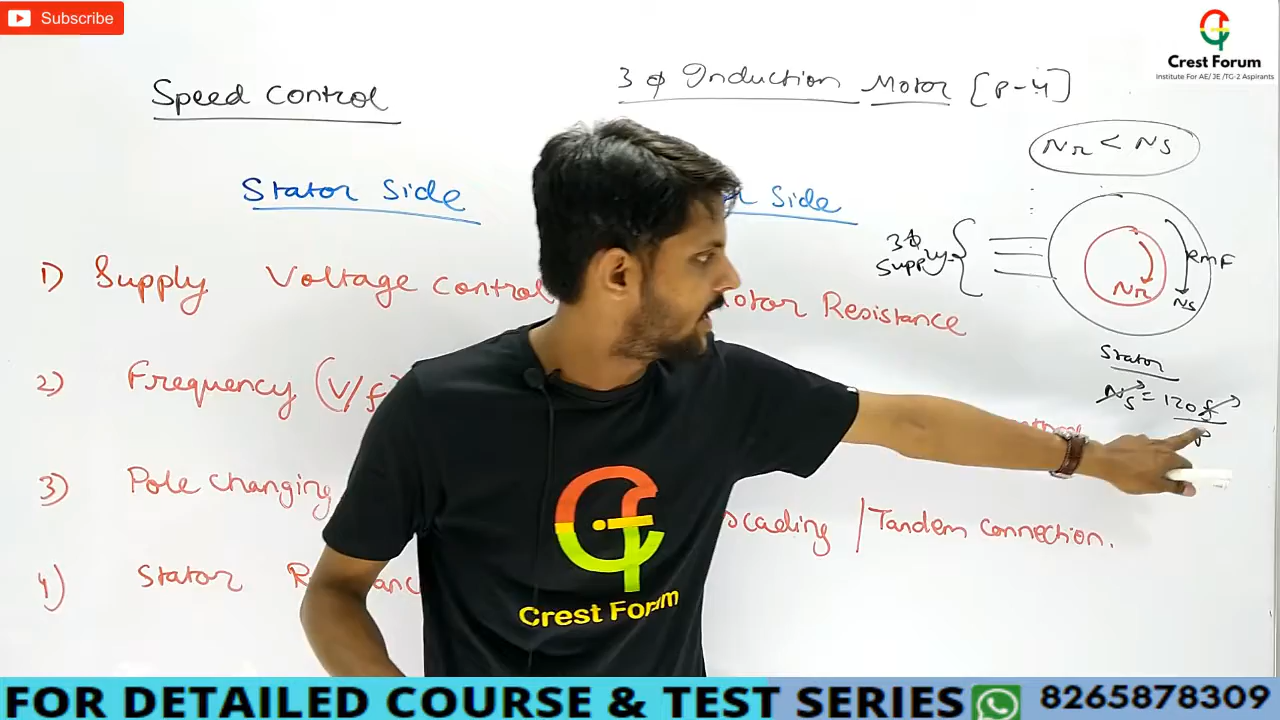 Subscribe
Crest Forum
Institute For AE/ JE /TG-2 Aspirants
Speed Control
3 φ Induction Motor [P-4]
Nr < Ns
Stator Side
Side
3φ Supply
RMF
Nr
Ns
1) Supply Voltage control
Resistance
Stator
Ns = 120f
P
2) Frequency (V/f)
3) Pole changing
Tandem connection.
4) Stator
Crest Forum
FOR DETAILED COURSE & TEST SERIES 8265878309